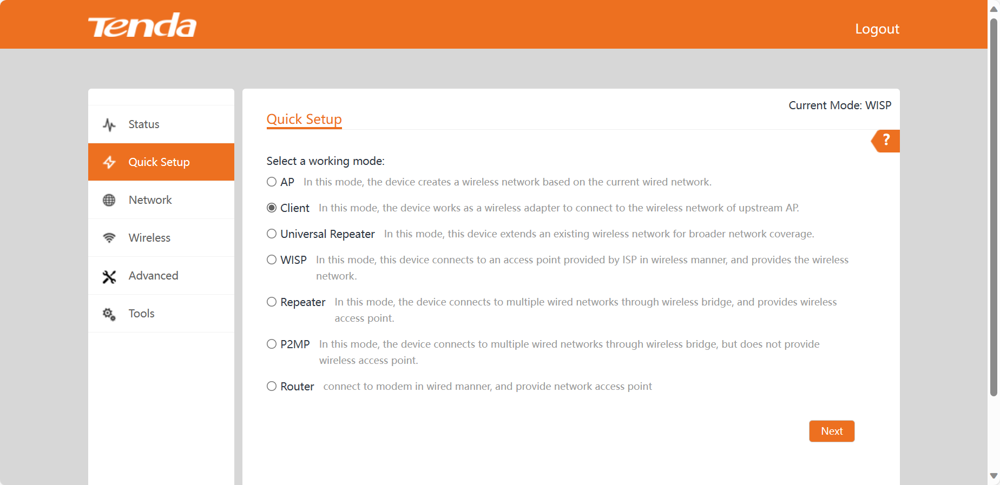 Tenda
Logout
Current Mode: WISP
Status
Quick Setup
Network
Wireless
Advanced
Tools
Quick Setup
?
Select a working mode:
AP In this mode, the device creates a wireless network based on the current wired network.
Client In this mode, the device works as a wireless adapter to connect to the wireless network of upstream AP.
Universal Repeater In this mode, this device extends an existing wireless network for broader network coverage.
WISP In this mode, this device connects to an access point provided by ISP in wireless manner, and provides the wireless
network.
Repeater In this mode, the device connects to multiple wired networks through wireless bridge, and provides wireless
access point.
P2MP In this mode, the device connects to multiple wired networks through wireless bridge, but does not provide
wireless access point.
Router connect to modem in wired manner, and provide network access point
Next